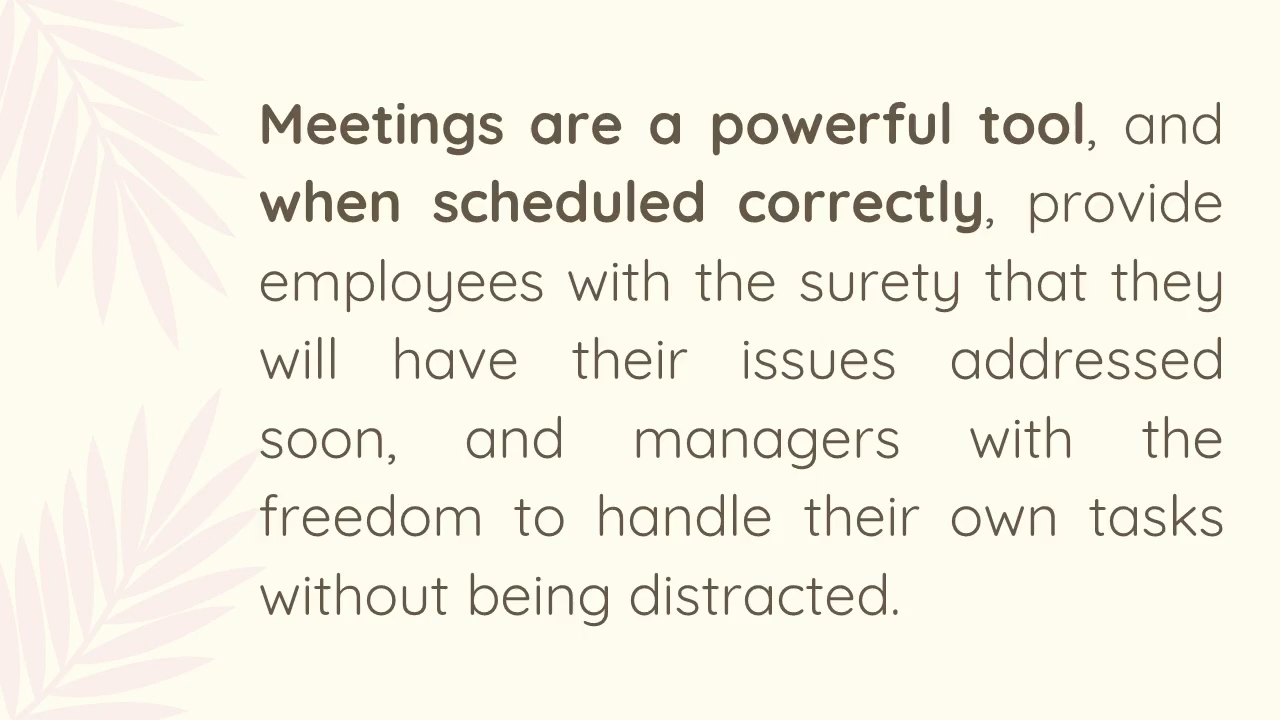 Meetings are a powerful tool, and
when scheduled correctly, provide
employees with the surety that they
will have their issues addressed
soon, and managers with the
freedom to handle their own tasks
without being distracted.